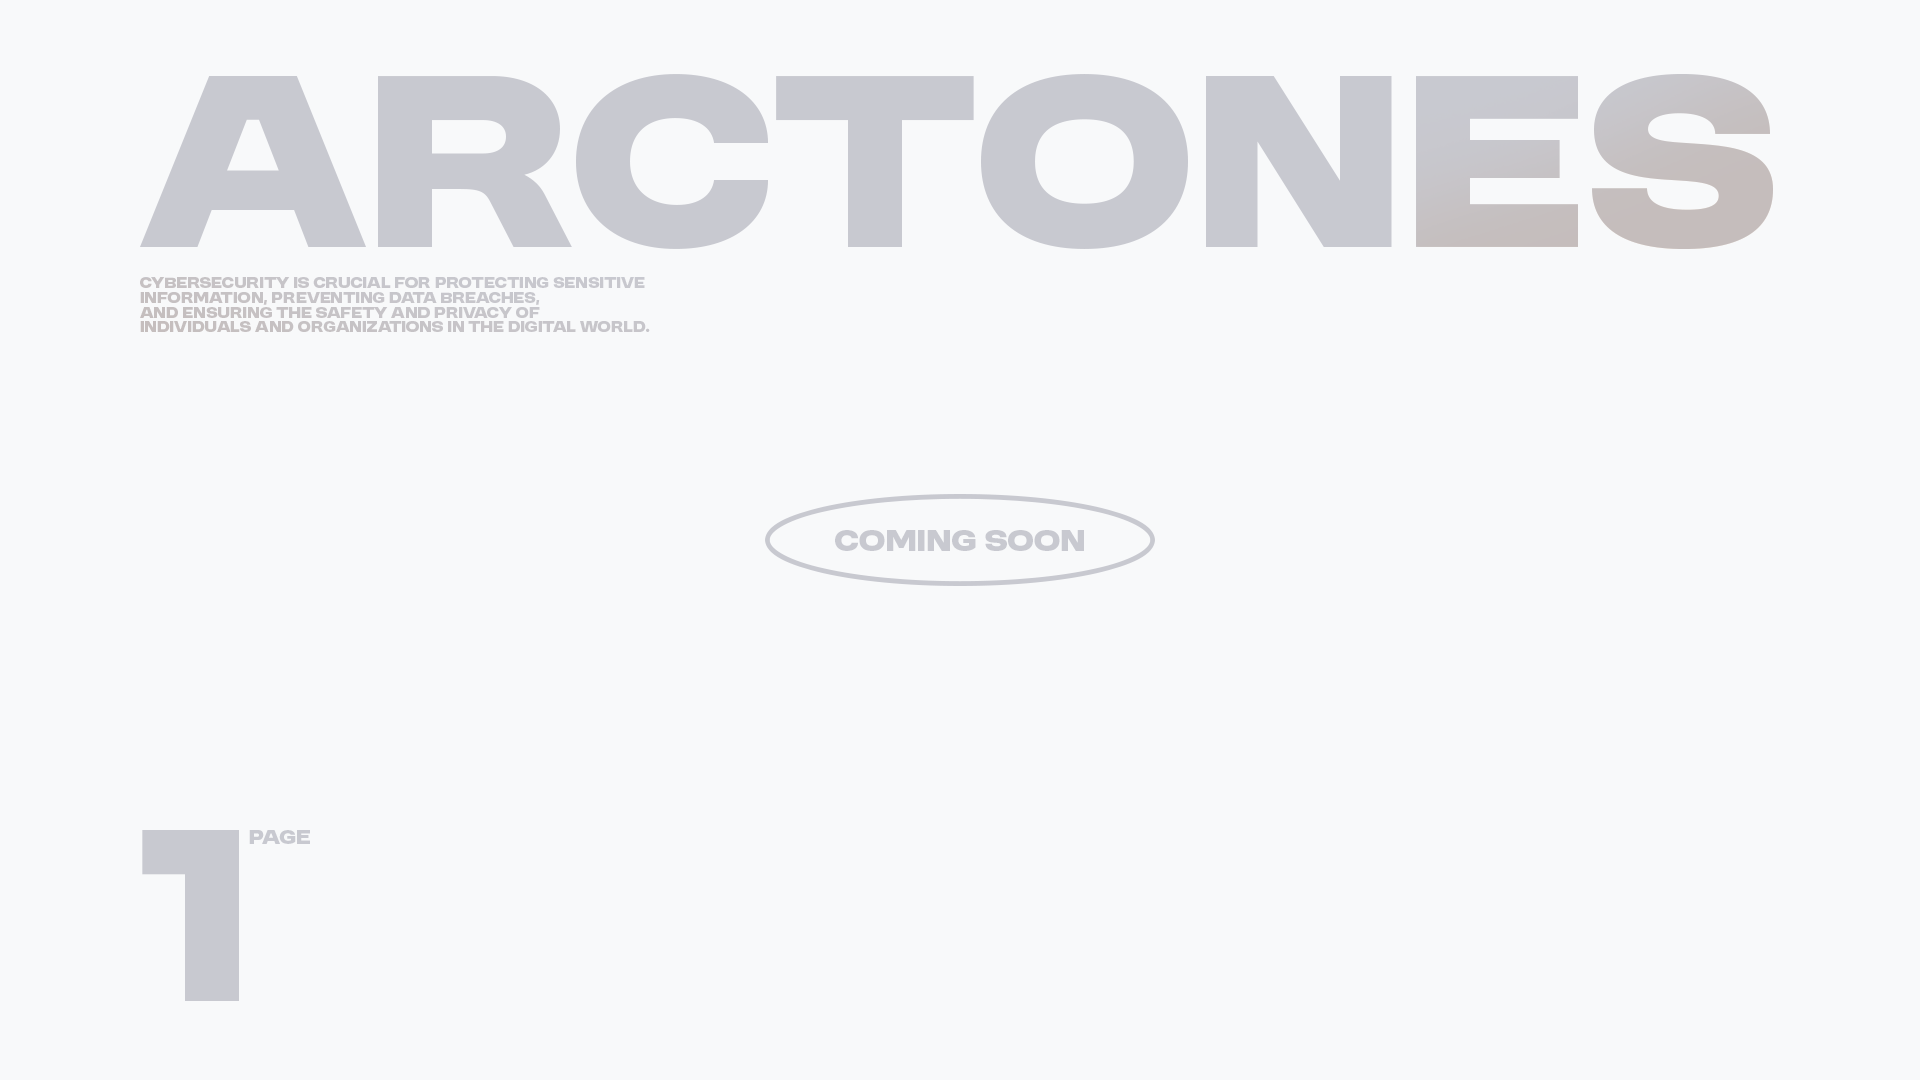 ARCTONES
CYBERSECURITY IS CRUCIAL FOR PROTECTING SENSITIVE
INFORMATION, PREVENTING DATA BREACHES,
AND ENSURING THE SAFETY AND PRIVACY OF
INDIVIDUALS AND ORGANIZATIONS IN THE DIGITAL WORLD.
COMING SOON
1 PAGE